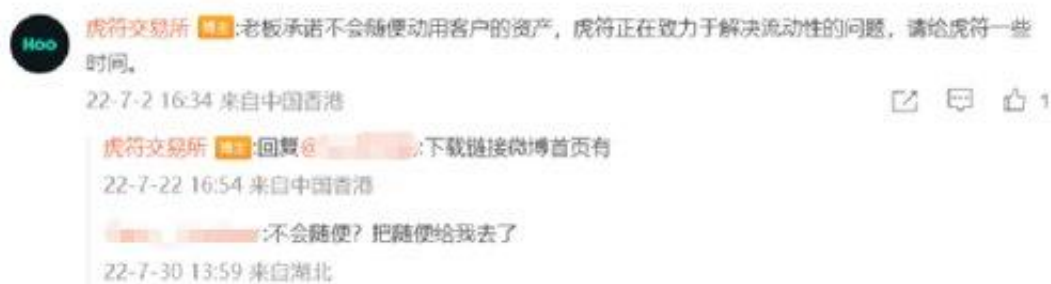 Hoo
虎符交易所 博主:老板承诺不会随便动用客户的资产，虎符正在致力于解决流动性的问题，请给虎符一些
时间。
22-7-2 16:34 来自中国香港
1
虎符交易所 博主:回复@ :下载链接微博首页有
22-7-22 16:54 来自中国香港
:不会随便？把随便给我去了
22-7-30 13:59 来自湖北